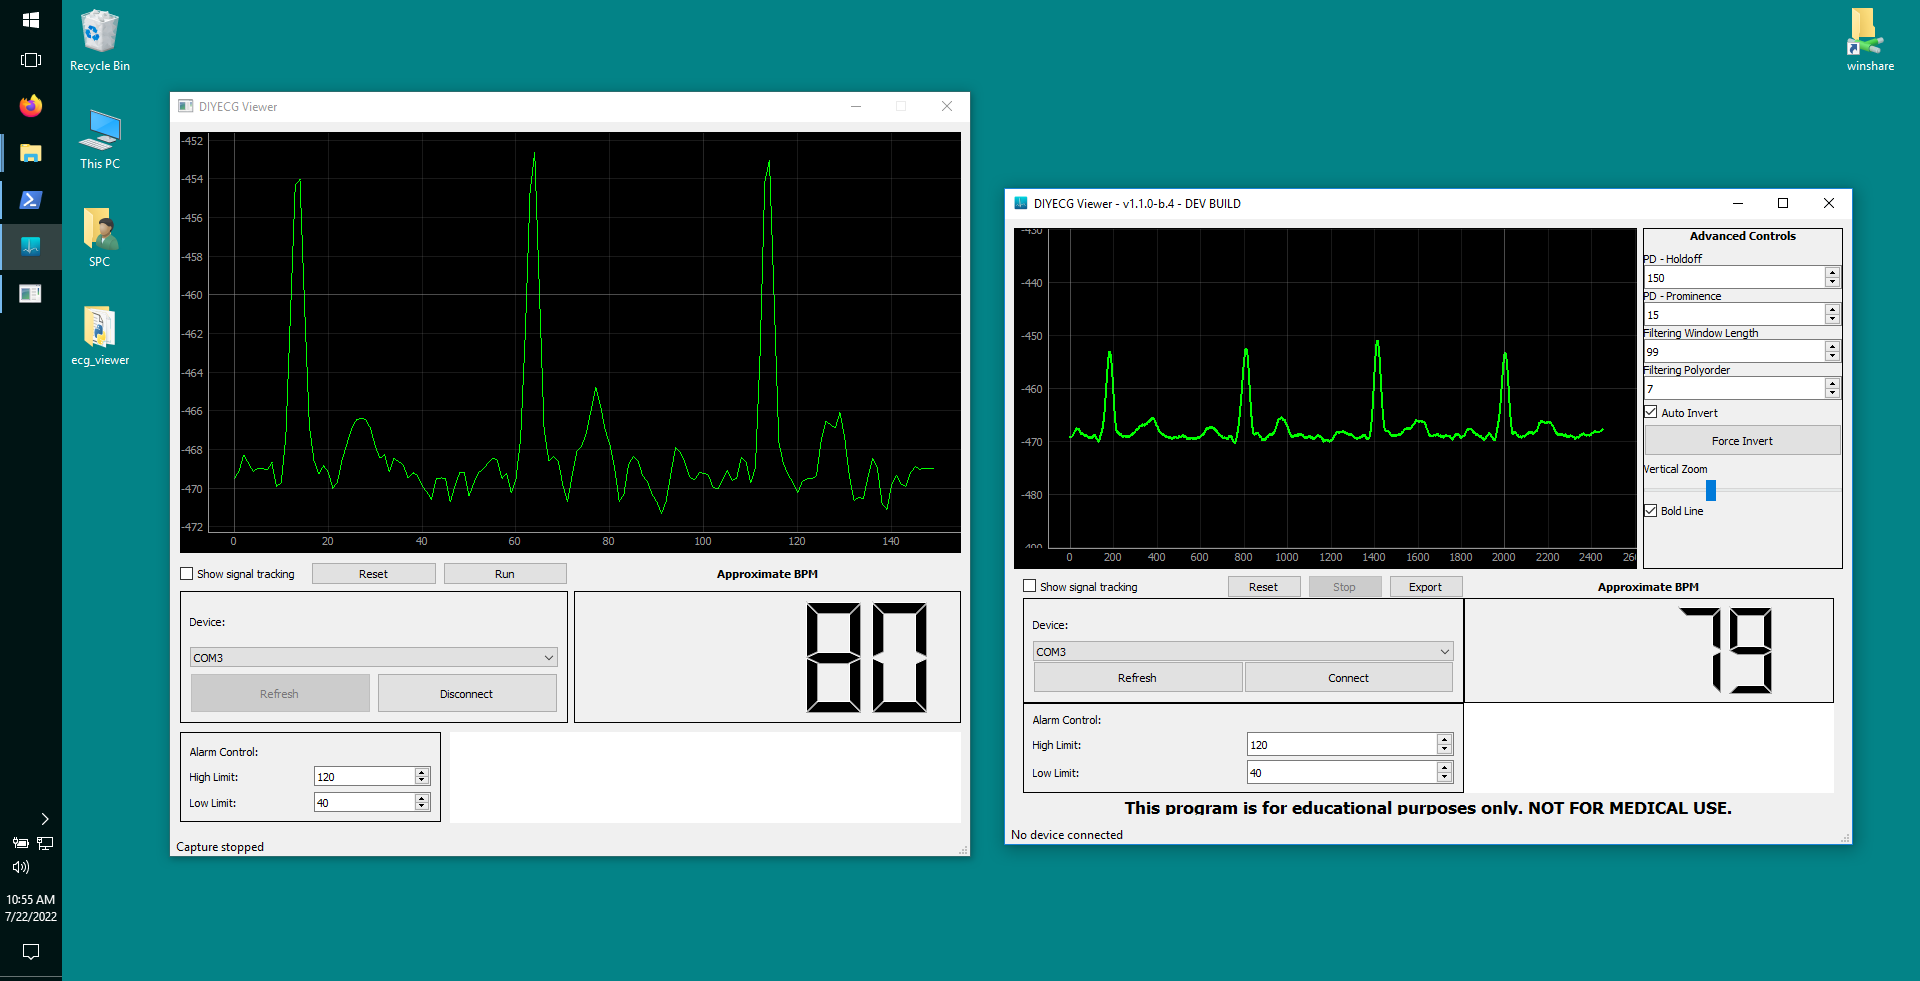 Recycle Bin
This PC
SPC
ecg_viewer
winshare
10:55 AM
7/22/2022
DIYECG Viewer
-452
-454
-456
-458
-460
-462
-464
-466
-468
-470
-472
0 20 40 60 80 100 120 140
Show signal tracking Reset Run Approximate BPM
Device:
COM3
Refresh Disconnect
80
Alarm Control:
High Limit: 120
Low Limit: 40
Capture stopped
DIYECG Viewer - v1.1.0-b.4 - DEV BUILD
-430
-440
-450
-460
-470
-480
-490
0 200 400 600 800 1000 1200 1400 1600 1800 2000 2200 2400 260
Advanced Controls
PD - Holdoff
150
PD - Prominence
15
Filtering Window Length
99
Filtering Polyorder
7
Auto Invert
Force Invert
Vertical Zoom
Bold Line
Show signal tracking Reset Stop Export Approximate BPM
Device:
COM3
Refresh Connect
79
Alarm Control:
High Limit: 120
Low Limit: 40
This program is for educational purposes only. NOT FOR MEDICAL USE.
No device connected